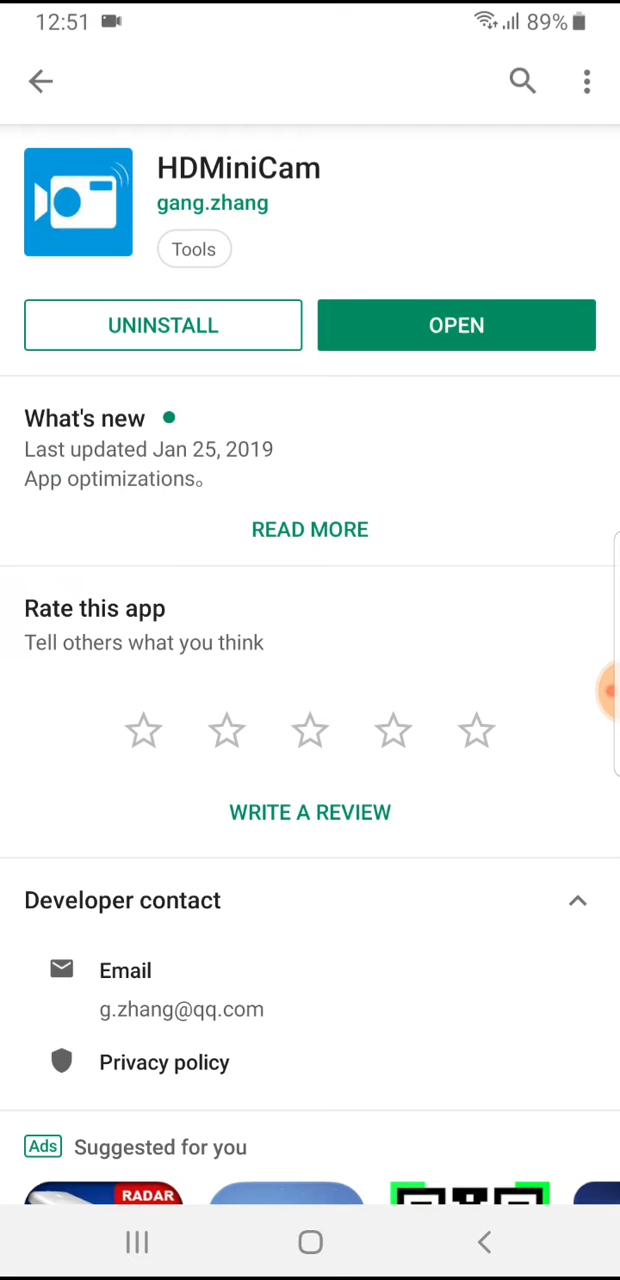 12:51 89%
HDMiniCam
gang.zhang
Tools
UNINSTALL OPEN
What's new
Last updated Jan 25, 2019
App optimizations。
READ MORE
Rate this app
Tell others what you think
WRITE A REVIEW
Developer contact
Email
g.zhang@qq.com
Privacy policy
Ads Suggested for you
RADAR